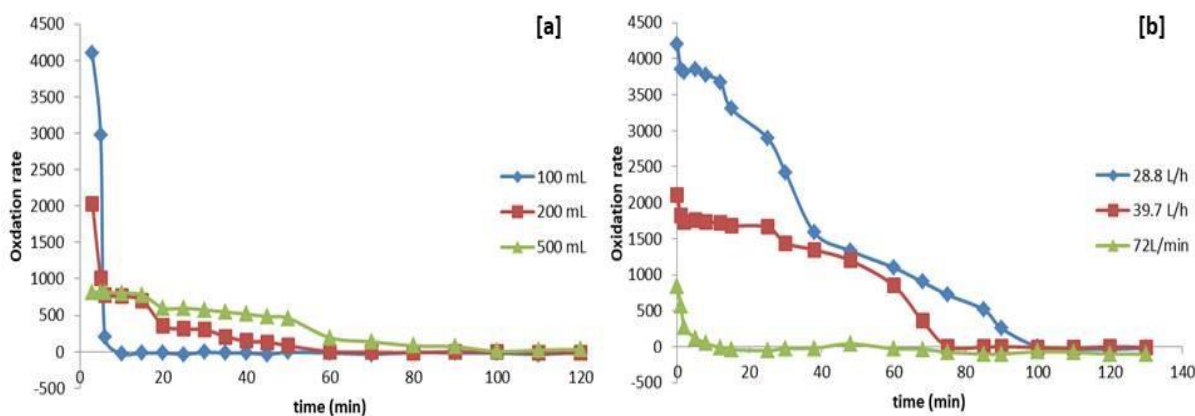 [a]
4500
4000
3500
3000
2500
2000
1500
1000
500
0
-500
Oxdation rate
0 20 40 60 80 100 120
time (min)
100 mL
200 mL
500 mL
[b]
4500
4000
3500
3000
2500
2000
1500
1000
500
0
-500
Oxidation rate
0 20 40 60 80 100 120 140
time (min)
28.8 L/h
39.7 L/h
72L/min